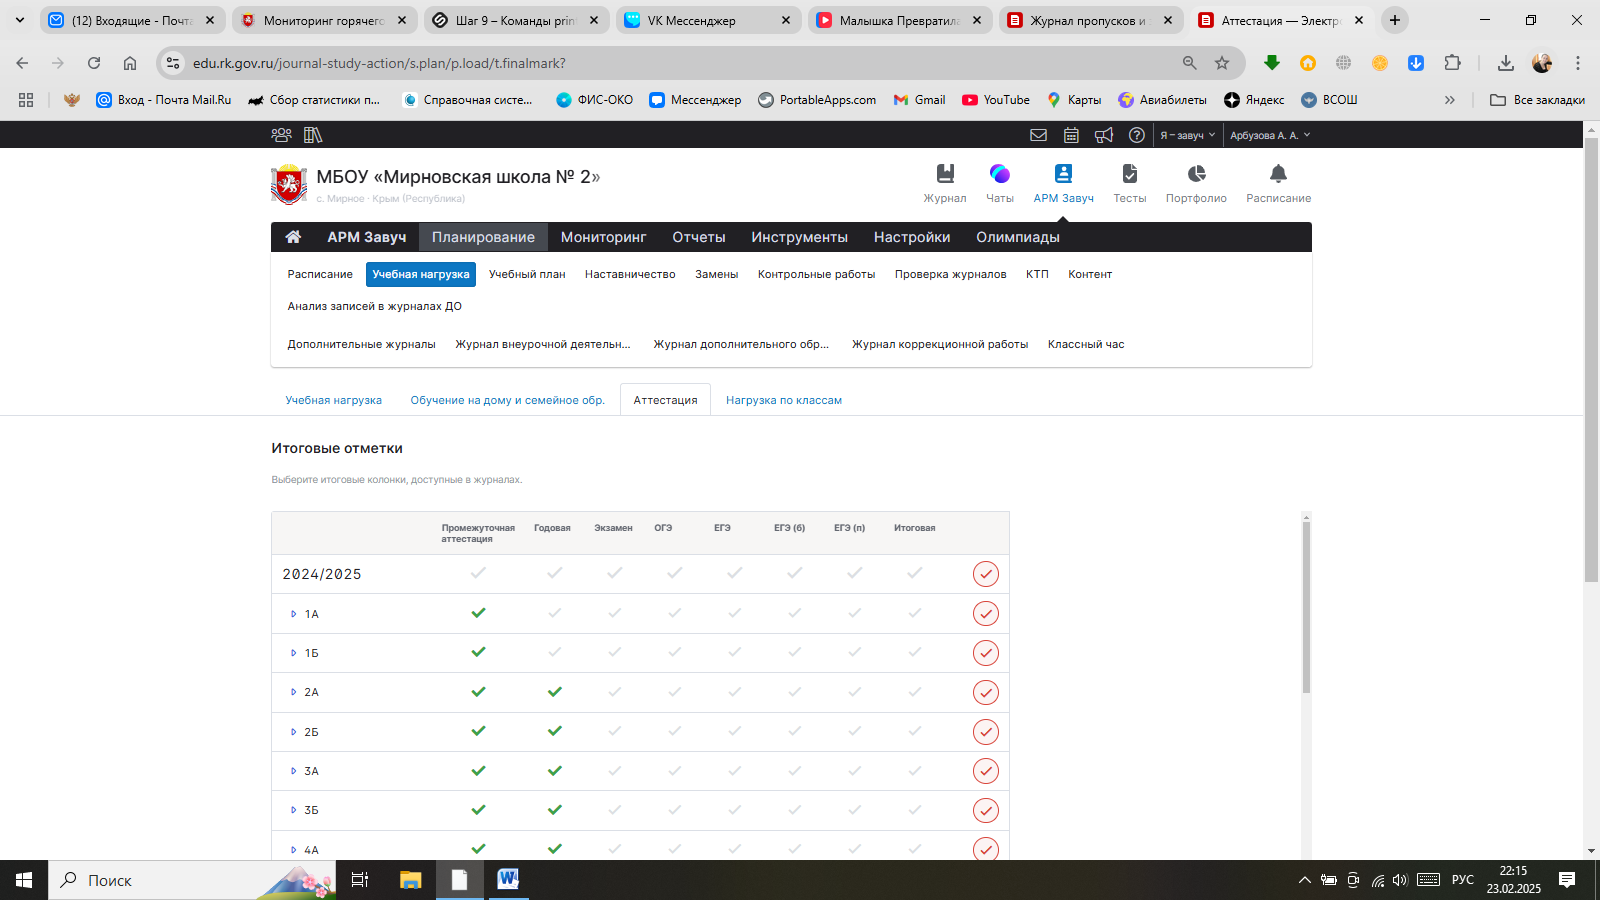 (12) Входящие - Почта
Мониторинг горячего
Шаг 9 – Команды prin
VK Мессенджер
Малышка Превратила
Журнал пропусков и з
Аттестация — Электро
edu.rk.gov.ru/journal-study-action/s.plan/p.load/t.finalmark?
Вход - Почта Mail.Ru
Сбор статистики п...
Справочная систе...
ФИС-ОКО
Мессенджер
PortableApps.com
Gmail
YouTube
Карты
Авиабилеты
Яндекс
ВСОШ
Все закладки
Я – завуч
Арбузова А. А.
МБОУ «Мирновская школа № 2»
с. Мирное · Крым (Республика)
Журнал
Чаты
АРМ Завуч
Тесты
Портфолио
Расписание
АРМ Завуч Планирование Мониторинг Отчеты Инструменты Настройки Олимпиады
Расписание Учебная нагрузка Учебный план Наставничество Замены Контрольные работы Проверка журналов КТП Контент
Анализ записей в журналах ДО
Дополнительные журналы Журнал внеурочной деятельн... Журнал дополнительного обр... Журнал коррекционной работы Классный час
Учебная нагрузка Обучение на дому и семейное обр. Аттестация Нагрузка по классам
Итоговые отметки
Выберите итоговые колонки, доступные в журналах.
Промежуточная аттестация Годовая Экзамен ОГЭ ЕГЭ ЕГЭ (б) ЕГЭ (п) Итоговая
2024/2025
1А
1Б
2А
2Б
3А
3Б
4А
Поиск
РУС
22:15
23.02.2025